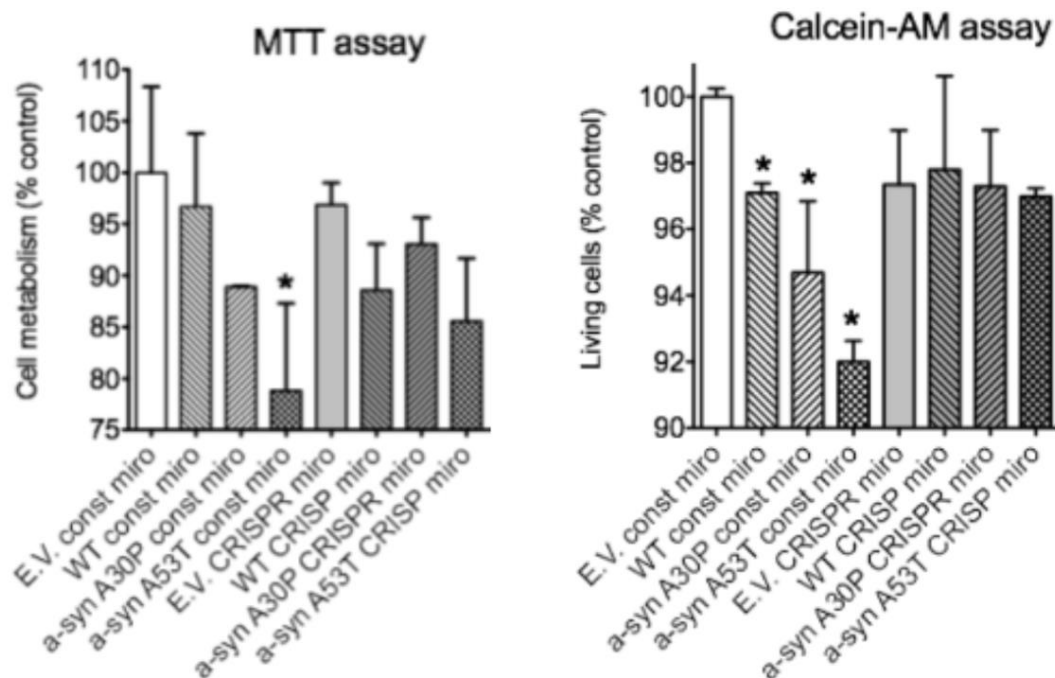 MTT assay
Cell metabolism (% control)
110
105
100
95
90
85
80
75
*
E.V. const miro
WT const miro
a-syn A30P const miro
a-syn A53T const miro
E.V. CRISPR miro
WT CRISP miro
a-syn A30P CRISPR miro
a-syn A53T CRISP miro
Calcein-AM assay
Living cells (% control)
100
98
96
94
92
90
*
*
*
E.V. const miro
WT const miro
a-syn A30P const miro
a-syn A53T const miro
E.V. CRISPR miro
WT CRISP miro
a-syn A30P CRISPR miro
a-syn A53T CRISP miro